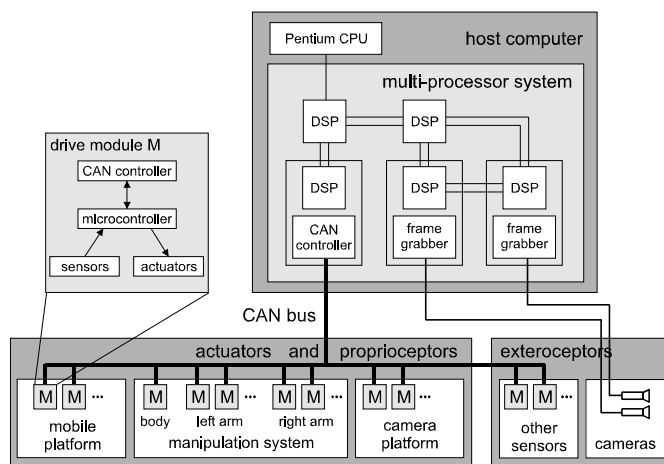 host computer
Pentium CPU
multi-processor system
DSP
DSP
DSP
DSP
DSP
CAN controller
frame grabber
frame grabber
drive module M
CAN controller
microcontroller
sensors
actuators
CAN bus
actuators and proprioceptors
exteroceptors
M M ...
M M M ... M M ...
M M ...
M M ...
mobile platform
body
left arm
right arm
manipulation system
camera platform
other sensors
cameras